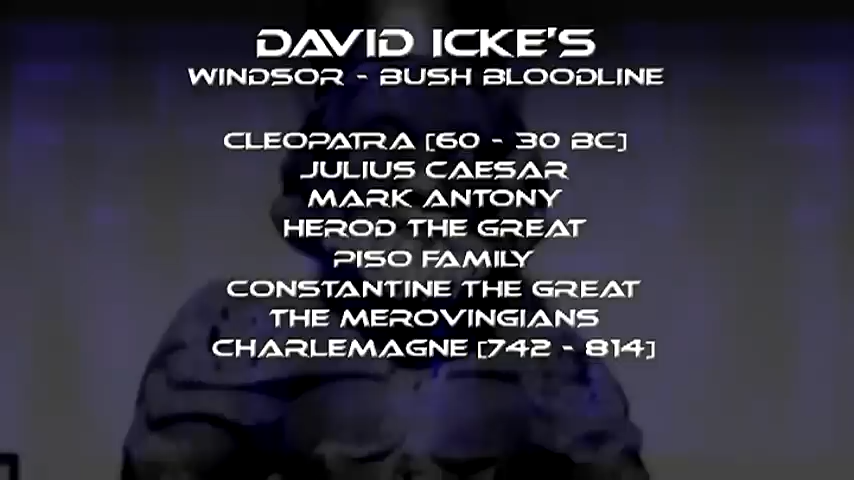 DAVID ICKE'S
WINDSOR - BUSH BLOODLINE
CLEOPATRA [60 - 30 BC]
JULIUS CAESAR
MARK ANTONY
HEROD THE GREAT
PISO FAMILY
CONSTANTINE THE GREAT
THE MEROVINGIANS
CHARLEMAGNE [742 - 814]